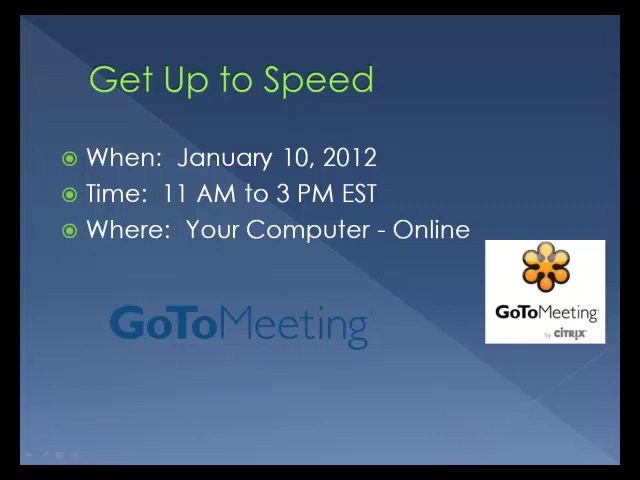 Get Up to Speed
When: January 10, 2012
Time: 11 AM to 3 PM EST
Where: Your Computer - Online
GoToMeeting
GoToMeeting
by CITRIX